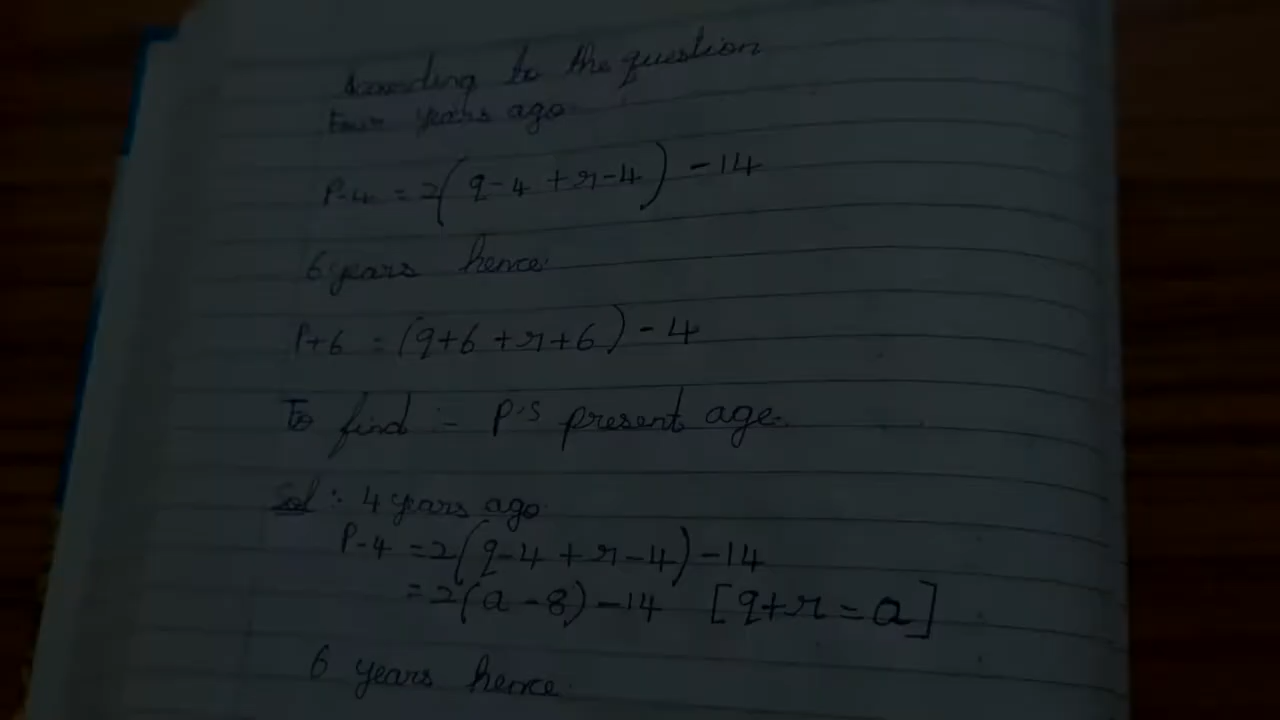 According to the question
Four years ago
P-4 = 2(q-4+r-4) -14
6 years hence
P+6 = (q+6+r+6) - 4
To find :- P's present age.
Sol : 4 years ago
P-4 = 2(q-4+r-4) -14
= 2(a-8) -14 [q+r = a]
6 years hence